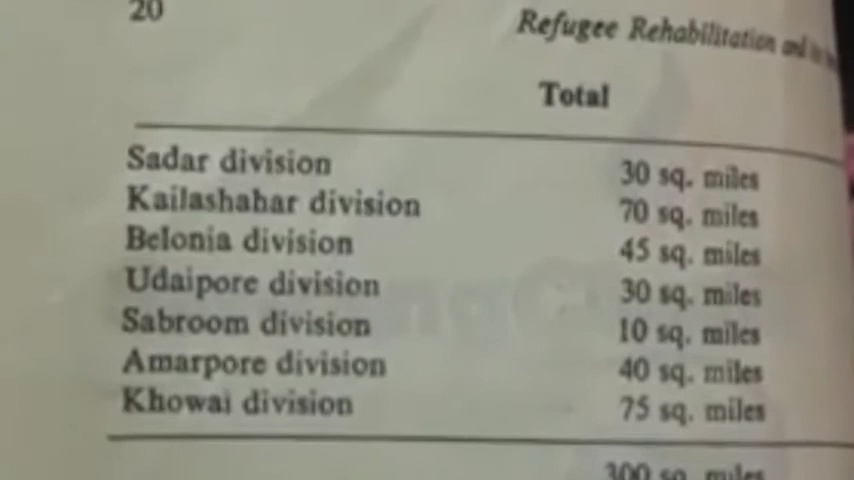 20
Refugee Rehabilitation and its
Total
Sadar division 30 sq. miles
Kailashahar division 70 sq. miles
Belonia division 45 sq. miles
Udaipore division 30 sq. miles
Sabroom division 10 sq. miles
Amarpore division 40 sq. miles
Khowai division 75 sq. miles
300 sq. miles